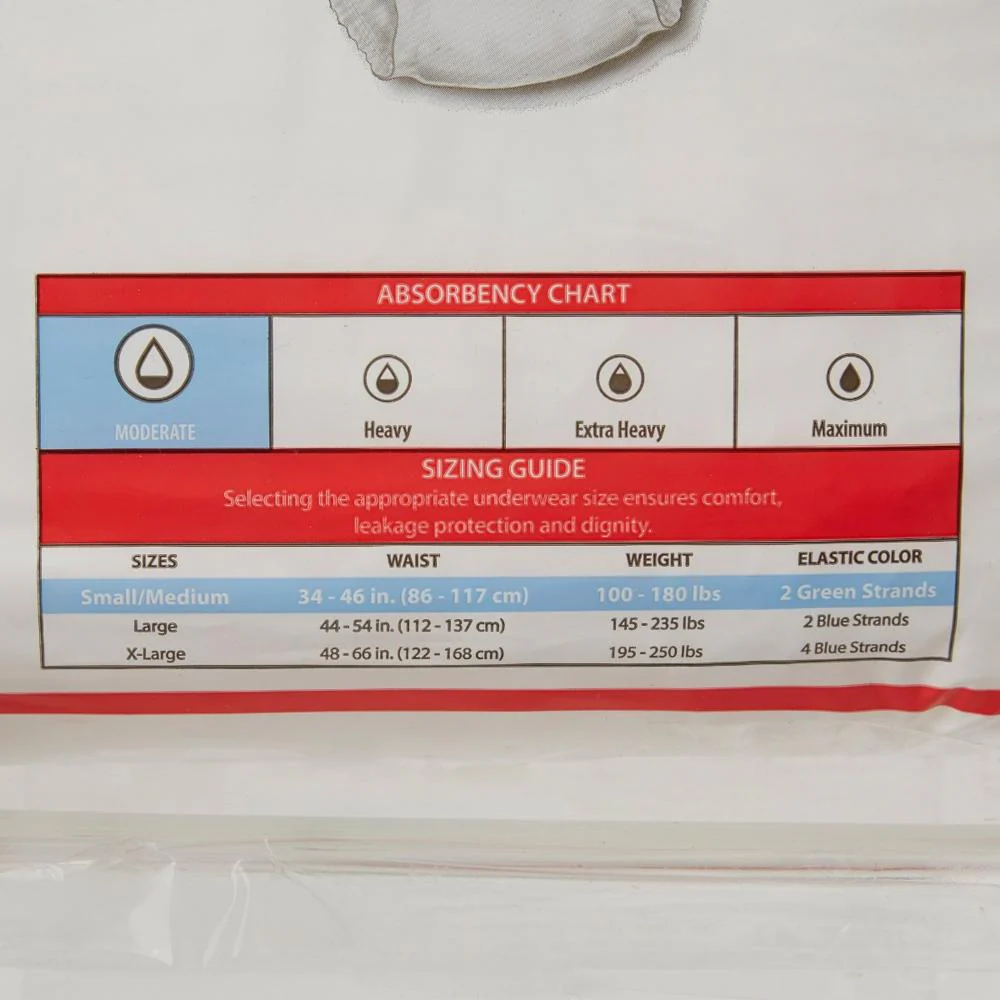 ABSORBENCY CHART
MODERATE Heavy Extra Heavy Maximum
SIZING GUIDE
Selecting the appropriate underwear size ensures comfort,
leakage protection and dignity.
SIZES WAIST WEIGHT ELASTIC COLOR
Small/Medium 34 - 46 in. (86 - 117 cm) 100 - 180 lbs 2 Green Strands
Large 44 - 54 in. (112 - 137 cm) 145 - 235 lbs 2 Blue Strands
X-Large 48 - 66 in. (122 - 168 cm) 195 - 250 lbs 4 Blue Strands